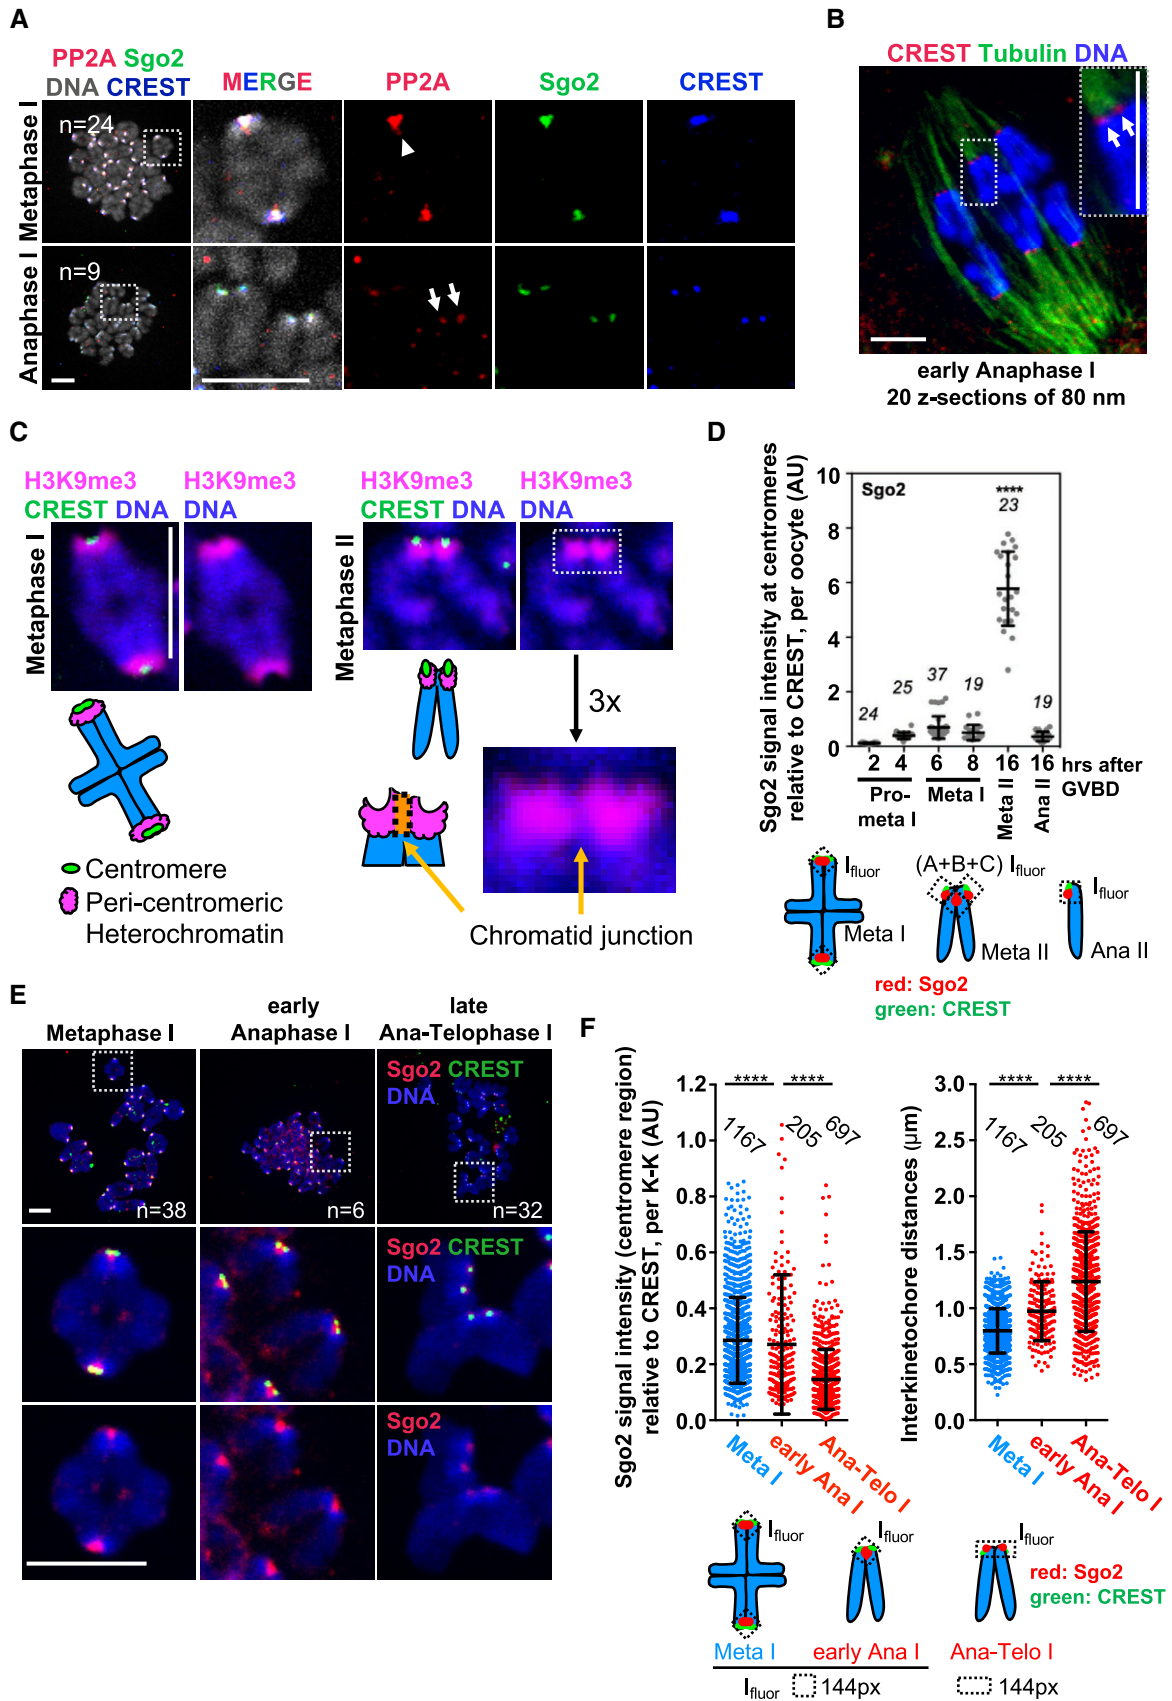 A
PP2A Sgo2
DNA CREST
MERGE
PP2A
Sgo2
CREST
Metaphase I
n=24
Anaphase I
n=9
B
CREST Tubulin DNA
early Anaphase I
20 z-sections of 80 nm
C
H3K9me3
CREST DNA
H3K9me3
DNA
Metaphase I
H3K9me3
CREST DNA
H3K9me3
DNA
Metaphase II
3x
Centromere
Peri-centromeric
Heterochromatin
Chromatid junction
D
Sgo2 signal intensity at centromeres
relative to CREST, per oocyte (AU)
10
8
6
4
2
0
Sgo2
24
25
37
19
****
23
19
2
4
6
8
16
16
hrs after
GVBD
Pro-
meta I
Meta I
Meta II
Ana II
Ifluor
Meta I
(A+B+C) Ifluor
Meta II
Ifluor
Ana II
red: Sgo2
green: CREST
E
Metaphase I
early
Anaphase I
late
Ana-Telophase I
Sgo2 CREST
DNA
n=38
n=6
n=32
Sgo2 CREST
DNA
Sgo2
DNA
F
Sgo2 signal intensity (centromere region)
relative to CREST, per K-K (AU)
1.2
1.0
0.8
0.6
0.4
0.2
0.0
****
****
1167
205
697
Meta I
early Ana I
Ana-Telo I
Interkinetochore distances (µm)
3.0
2.5
2.0
1.5
1.0
0.5
0.0
****
****
1167
205
697
Meta I
early Ana I
Ana-Telo I
Ifluor
Ifluor
Ifluor
red: Sgo2
green: CREST
Meta I
early Ana I
Ana-Telo I
Ifluor
144px
144px